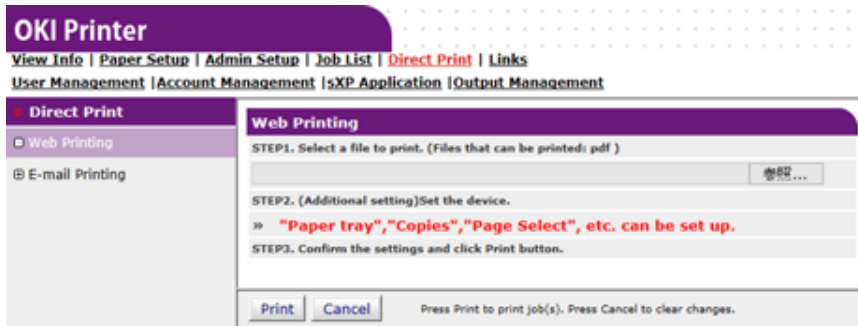 OKI Printer
View Info | Paper Setup | Admin Setup | Job List | Direct Print | Links
User Management |Account Management |sXP Application |Output Management
Direct Print
Web Printing
E-mail Printing
Web Printing
STEP1. Select a file to print. (Files that can be printed: pdf )
参照...
STEP2. (Additional setting)Set the device.
» "Paper tray","Copies","Page Select", etc. can be set up.
STEP3. Confirm the settings and click Print button.
Print Cancel Press Print to print job(s). Press Cancel to clear changes.